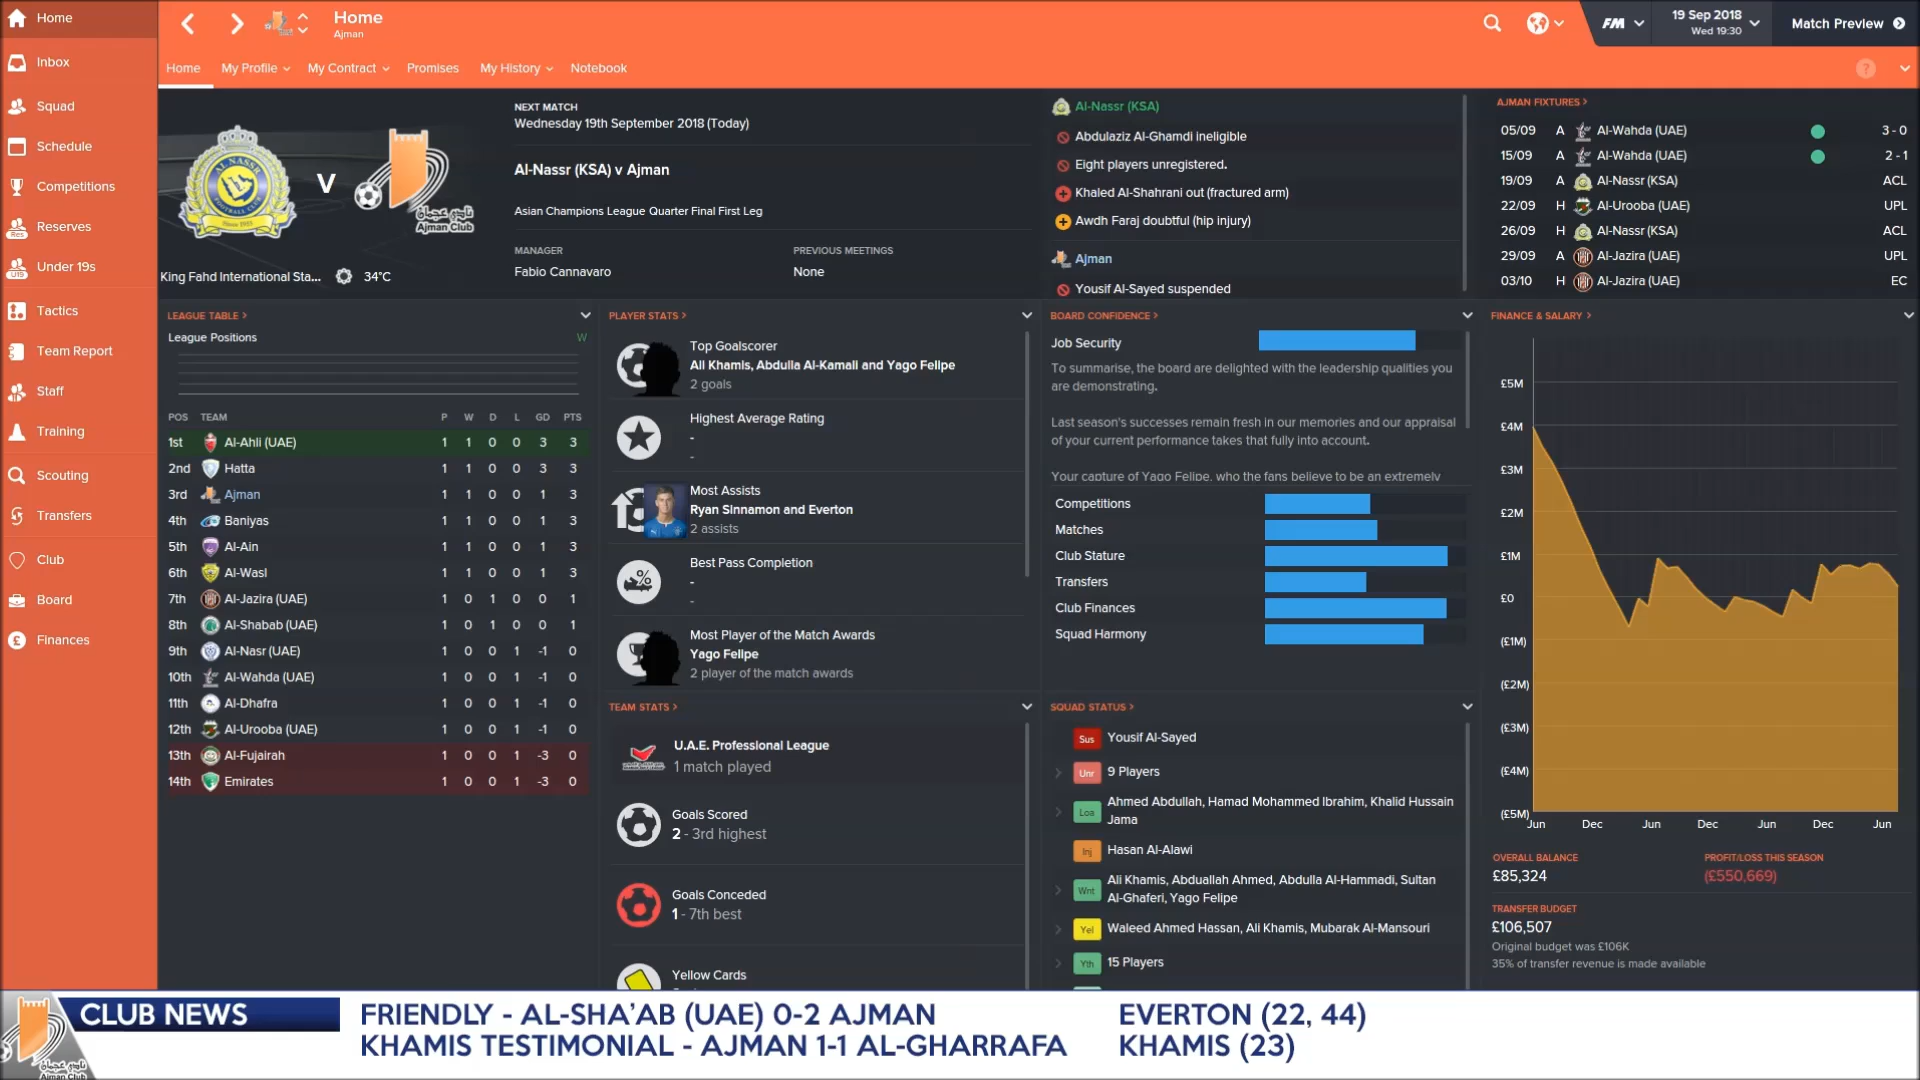 Home
Inbox
Squad
Schedule
Competitions
Reserves
Under 19s
Tactics
Team Report
Staff
Training
Scouting
Transfers
Club
Board
Finances
Home
Ajman
FM
19 Sep 2018
Wed 19:30
Match Preview
Home My Profile My Contract Promises My History Notebook
V
King Fahd International Sta... 34°C
NEXT MATCH
Wednesday 19th September 2018 (Today)
Al-Nassr (KSA) v Ajman
Asian Champions League Quarter Final First Leg
MANAGER PREVIOUS MEETINGS
Fabio Cannavaro None
Al-Nassr (KSA)
Abdulaziz Al-Ghamdi ineligible
Eight players unregistered.
Khaled Al-Shahrani out (fractured arm)
Awdh Faraj doubtful (hip injury)
Ajman
Yousif Al-Sayed suspended
AJMAN FIXTURES >
05/09 A Al-Wahda (UAE) 3 - 0
15/09 A Al-Wahda (UAE) 2 - 1
19/09 A Al-Nassr (KSA) ACL
22/09 H Al-Urooba (UAE) UPL
26/09 H Al-Nassr (KSA) ACL
29/09 A Al-Jazira (UAE) UPL
03/10 H Al-Jazira (UAE) EC
LEAGUE TABLE >
League Positions W
POS TEAM P W D L GD PTS
1st Al-Ahli (UAE) 1 1 0 0 3 3
2nd Hatta 1 1 0 0 3 3
3rd Ajman 1 1 0 0 1 3
4th Baniyas 1 1 0 0 1 3
5th Al-Ain 1 1 0 0 1 3
6th Al-Wasl 1 1 0 0 1 3
7th Al-Jazira (UAE) 1 0 1 0 0 1
8th Al-Shabab (UAE) 1 0 1 0 0 1
9th Al-Nasr (UAE) 1 0 0 1 -1 0
10th Al-Wahda (UAE) 1 0 0 1 -1 0
11th Al-Dhafra 1 0 0 1 -1 0
12th Al-Urooba (UAE) 1 0 0 1 -1 0
13th Al-Fujairah 1 0 0 1 -3 0
14th Emirates 1 0 0 1 -3 0
PLAYER STATS >
Top Goalscorer
Ali Khamis, Abdulla Al-Kamali and Yago Felipe
2 goals
Highest Average Rating
-
-
Most Assists
Ryan Sinnamon and Everton
2 assists
Best Pass Completion
-
-
Most Player of the Match Awards
Yago Felipe
2 player of the match awards
TEAM STATS >
U.A.E. Professional League
1 match played
Goals Scored
2 - 3rd highest
Goals Conceded
1 - 7th best
Yellow Cards
BOARD CONFIDENCE >
Job Security
To summarise, the board are delighted with the leadership qualities you
are demonstrating.
Last season's successes remain fresh in our memories and our appraisal
of your current performance takes that fully into account.
Your capture of Yago Felipe, who the fans believe to be an extremely
Competitions
Matches
Club Stature
Transfers
Club Finances
Squad Harmony
SQUAD STATUS >
Sus Yousif Al-Sayed
Unr 9 Players
Loa Ahmed Abdullah, Hamad Mohammed Ibrahim, Khalid Hussain
Jama
Inj Hasan Al-Alawi
Wnt Ali Khamis, Abduallah Ahmed, Abdulla Al-Hammadi, Sultan
Al-Ghaferi, Yago Felipe
Yel Waleed Ahmed Hassan, Ali Khamis, Mubarak Al-Mansouri
Yth 15 Players
FINANCE & SALARY >
£5M
£4M
£3M
£2M
£1M
£0
(£1M)
(£2M)
(£3M)
(£4M)
(£5M)
Jun Dec Jun Dec Jun Dec Jun
OVERALL BALANCE PROFIT/LOSS THIS SEASON
£85,324 (£550,669)
TRANSFER BUDGET
£106,507
Original budget was £106K
35% of transfer revenue is made available
CLUB NEWS
FRIENDLY - AL-SHA'AB (UAE) 0-2 AJMAN EVERTON (22, 44)
KHAMIS TESTIMONIAL - AJMAN 1-1 AL-GHARRAFA KHAMIS (23)
Ajman Club